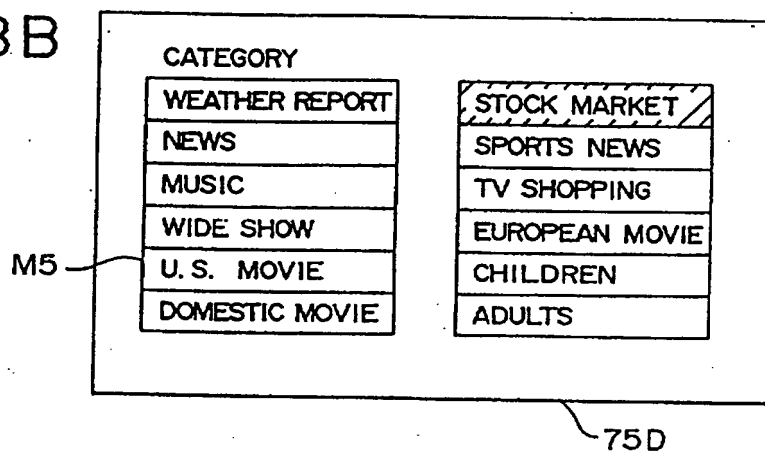 8B
CATEGORY
WEATHER REPORT
NEWS
MUSIC
WIDE SHOW
U.S. MOVIE
DOMESTIC MOVIE
STOCK MARKET
SPORTS NEWS
TV SHOPPING
EUROPEAN MOVIE
CHILDREN
ADULTS
M5
75D